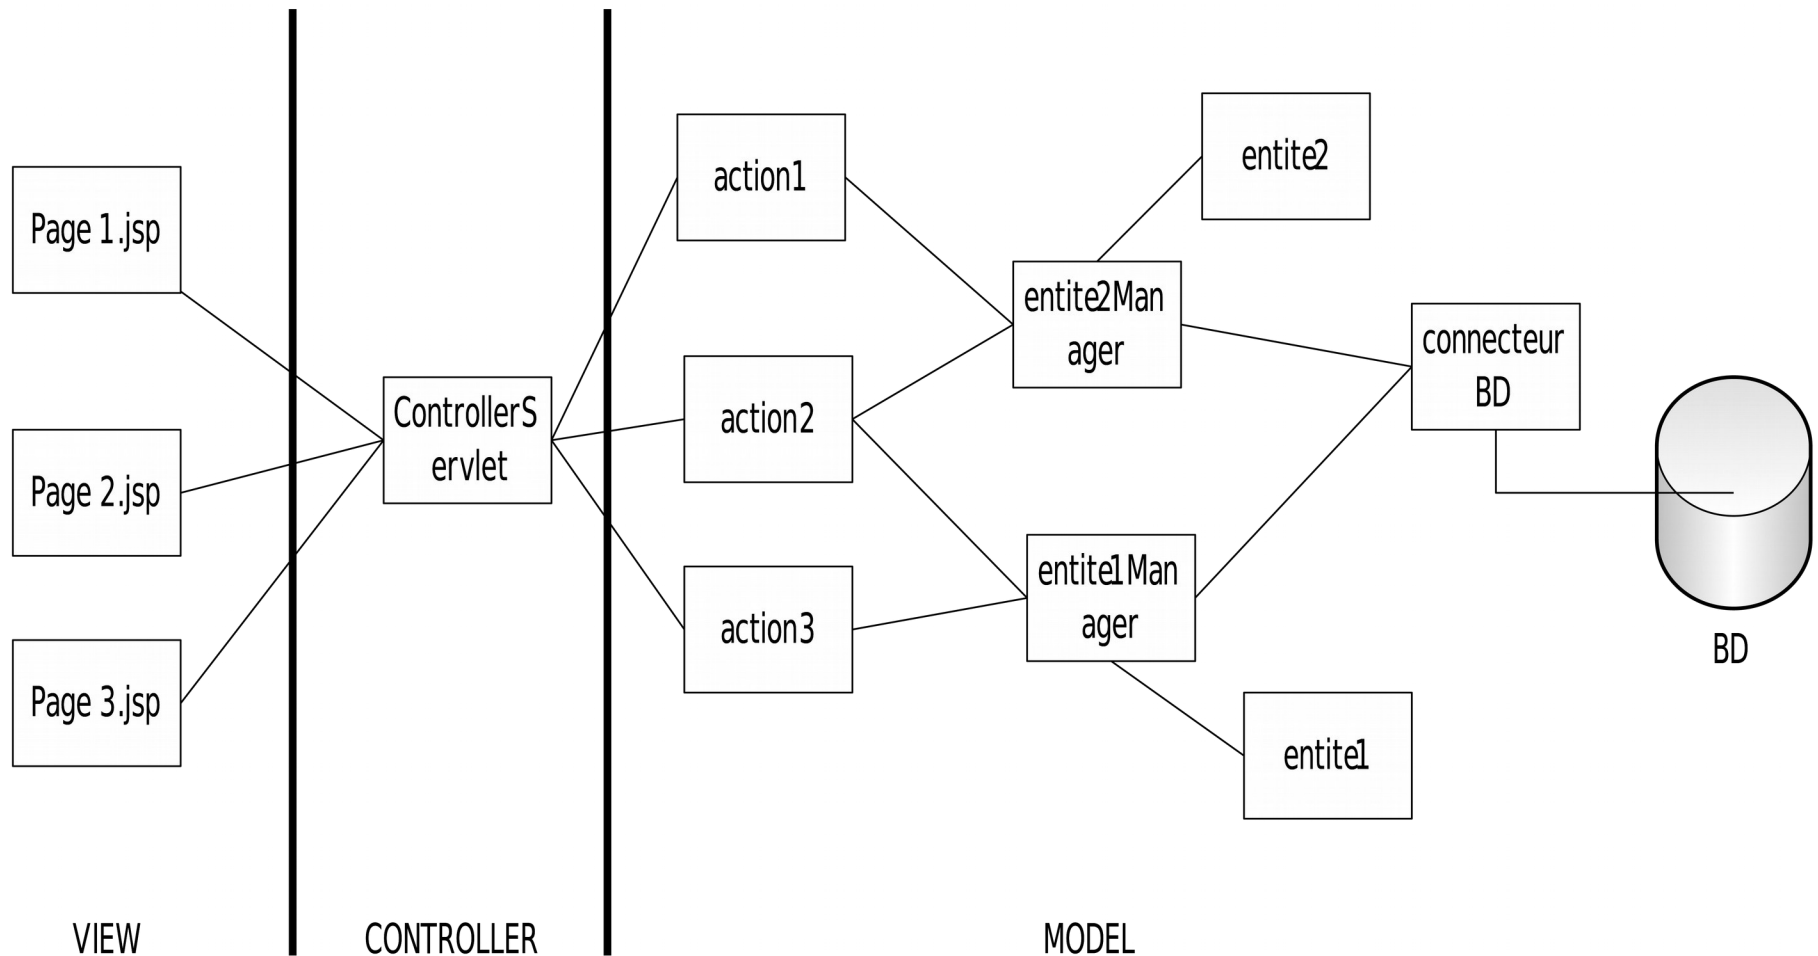 Page 1.jsp
Page 2.jsp
Page 3.jsp
VIEW
ControllerS
ervlet
CONTROLLER
action1
action2
action3
entite2
entite2Man
ager
entite1Man
ager
entite1
connecteur
BD
BD
MODEL